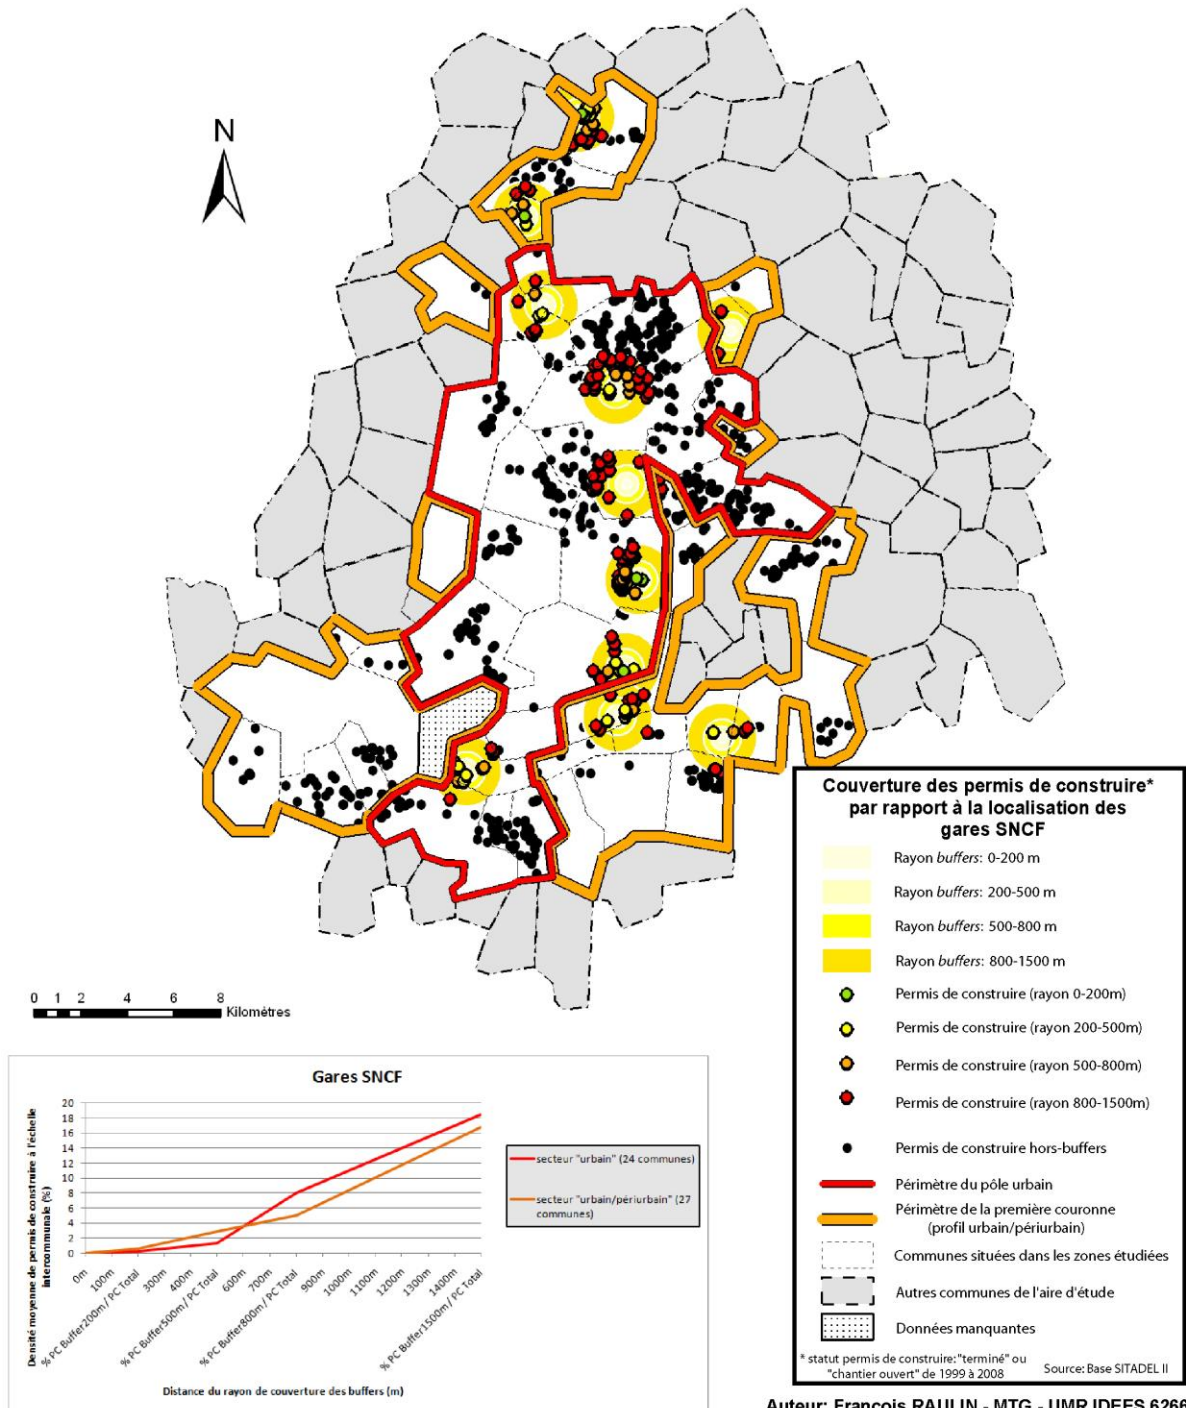 N
0 1 2 4 6 8
Kilomètres
Couverture des permis de construire*
par rapport à la localisation des
gares SNCF
Rayon buffers: 0-200 m
Rayon buffers: 200-500 m
Rayon buffers: 500-800 m
Rayon buffers: 800-1500 m
Permis de construire (rayon 0-200m)
Permis de construire (rayon 200-500m)
Permis de construire (rayon 500-800m)
Permis de construire (rayon 800-1500m)
Permis de construire hors-buffers
Périmètre du pôle urbain
Périmètre de la première couronne
(profil urbain/périurbain)
Communes situées dans les zones étudiées
Autres communes de l'aire d'étude
Données manquantes
* statut permis de construire: "terminé" ou
"chantier ouvert" de 1999 à 2008
Source: Base SITADEL II
Gares SNCF
Densité moyenne de permis de construire à l'échelle
intercommunale (%)
20
18
16
14
12
10
8
6
4
2
0
0m
100m
% PC Buffer200m / PC Total
300m
400m
% PC Buffer500m / PC Total
600m
700m
% PC Buffer800m / PC Total
900m
1000m
1100m
1200m
1300m
1400m
% PC Buffer1500m / PC Total
Distance du rayon de couverture des buffers (m)
secteur "urbain" (24 communes)
secteur "urbain/périurbain" (27
communes)
Auteur: François RAULIN - MTG - UMR IDEES 6266